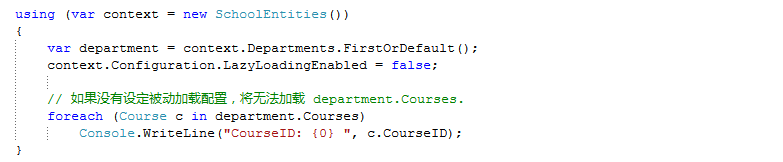 using (var context = new SchoolEntities())
{
    var department = context.Departments.FirstOrDefault();
    context.Configuration.LazyLoadingEnabled = false;

    // 如果没有设定被动加载配置，将无法加载 department.Courses.
    foreach (Course c in department.Courses)
        Console.WriteLine("CourseID: {0} ", c.CourseID);
}